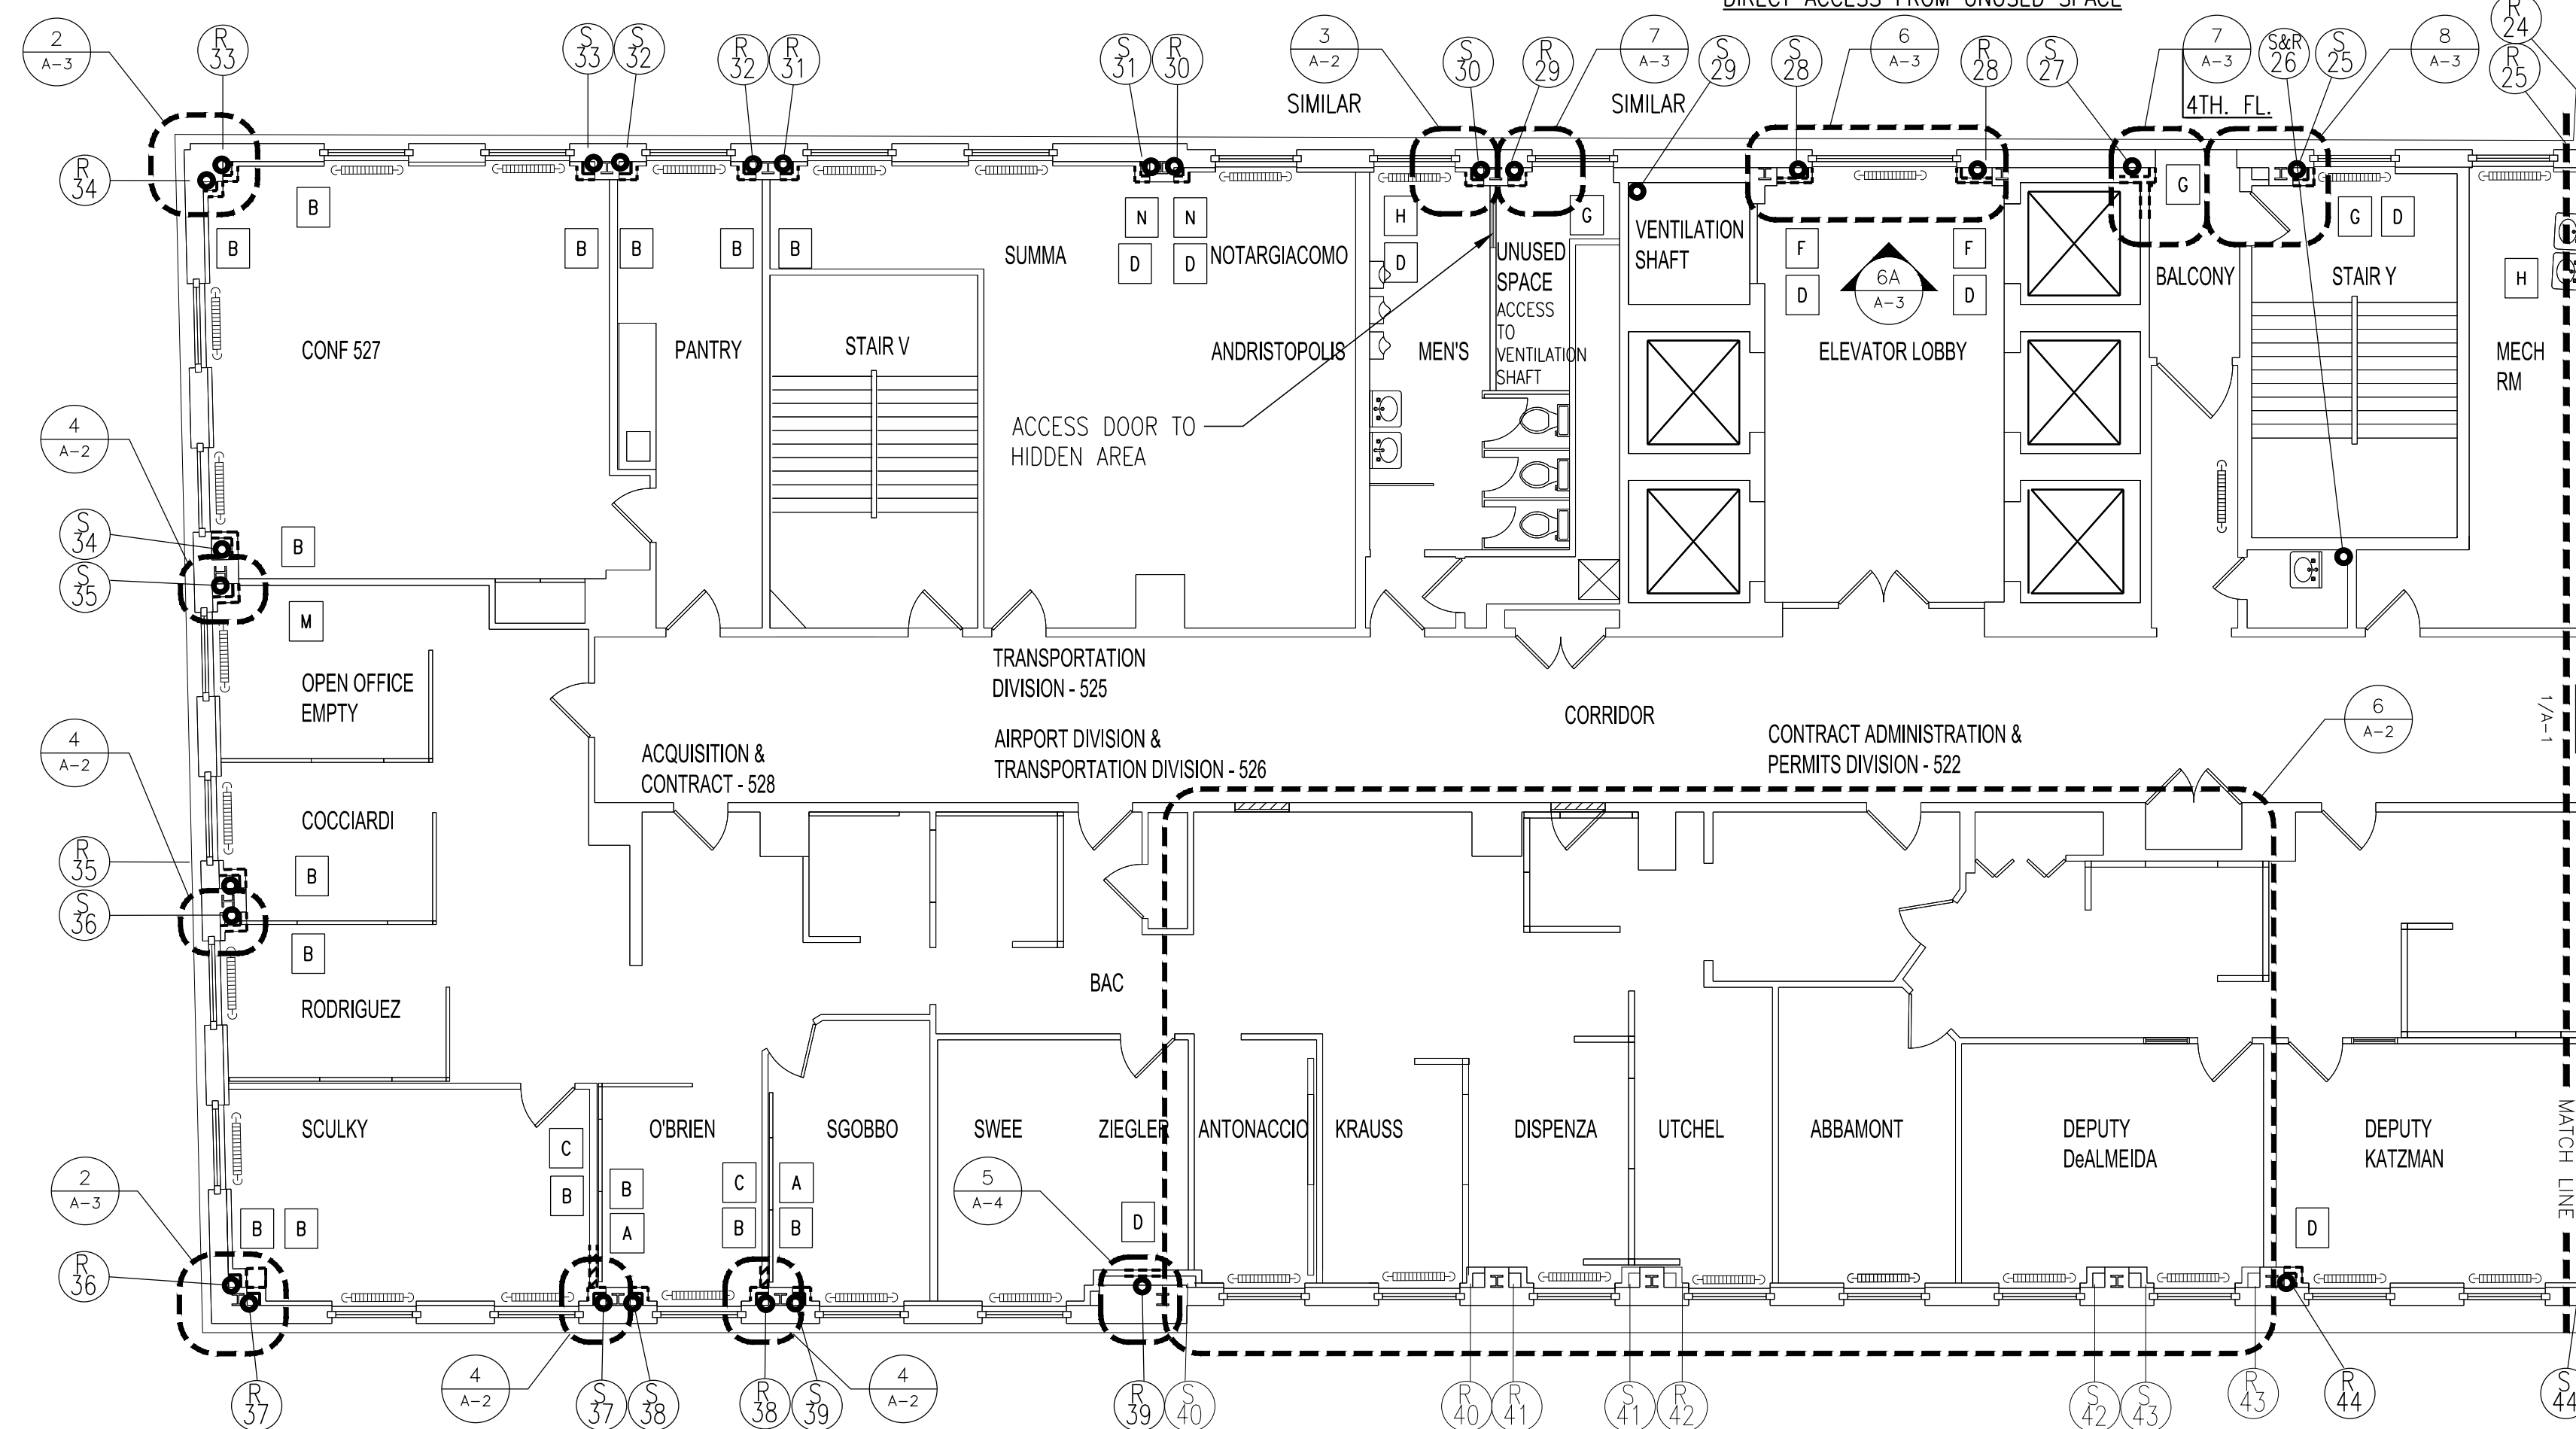 DIRECT ACCESS FROM UNUSED SPACE
2
A-3
R
33
S
33
S
32
R
32
R
31
S
31
R
30
3
A-2
SIMILAR
S
30
R
29
7
A-3
SIMILAR
S
29
S
28
6
A-3
R
28
S
27
7
A-3
4TH. FL.
S&R
26
S
25
8
A-3
R
24
R
25
R
34
B
B
B
B
B
B
N
N
D
D
H
D
G
F
F
D
D
G
G
D
H
SUMMA
NOTARGIACOMO
UNUSED
SPACE
ACCESS
TO
VENTILATION
SHAFT
VENTILATION
SHAFT
6A
A-3
BALCONY
STAIR Y
CONF 527
PANTRY
STAIR V
ANDRISTOPOLIS
MEN'S
ELEVATOR LOBBY
MECH
RM
4
A-2
ACCESS DOOR TO
HIDDEN AREA
S
34
B
S
35
M
OPEN OFFICE
EMPTY
TRANSPORTATION
DIVISION - 525
CORRIDOR
4
A-2
ACQUISITION &
CONTRACT - 528
AIRPORT DIVISION &
TRANSPORTATION DIVISION - 526
CONTRACT ADMINISTRATION &
PERMITS DIVISION - 522
6
A-2
1/A-1
COCCIARDI
R
35
B
S
36
B
RODRIGUEZ
BAC
SCULKY
O'BRIEN
SGOBBO
SWEE
ZIEGLER
ANTONACCIO
KRAUSS
DISPENZA
UTCHEL
ABBAMONT
DEPUTY
DeALMEIDA
DEPUTY
KATZMAN
MATCH LINE
2
A-3
C
B
B
A
C
B
A
B
5
A-4
D
D
B
B
R
36
R
37
4
A-2
S
37
S
38
R
38
S
39
4
A-2
R
39
S
40
R
40
R
41
S
41
R
42
S
42
S
43
R
43
R
44
S
44